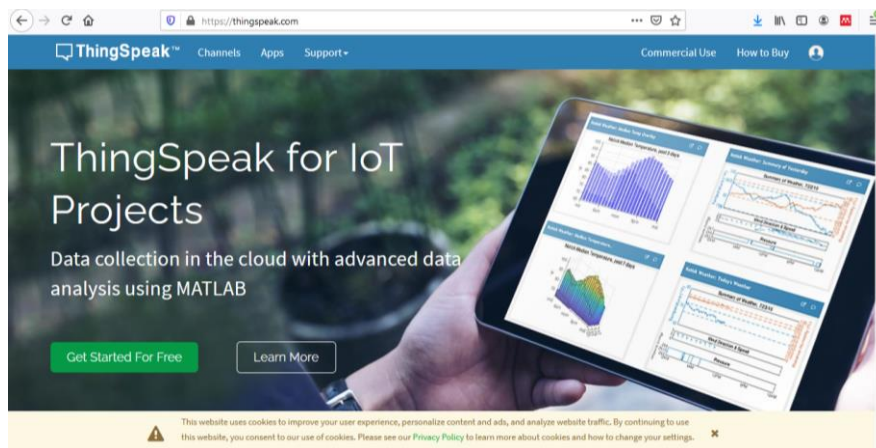 https://thingspeak.com
ThingSpeak™ Channels Apps Support Commercial Use How to Buy
ThingSpeak for IoT
Projects
Data collection in the cloud with advanced data
analysis using MATLAB
Get Started For Free Learn More
This website uses cookies to improve your user experience, personalize content and ads, and analyze website traffic. By continuing to use
this website, you consent to our use of cookies. Please see our Privacy Policy to learn more about cookies and how to change your settings.